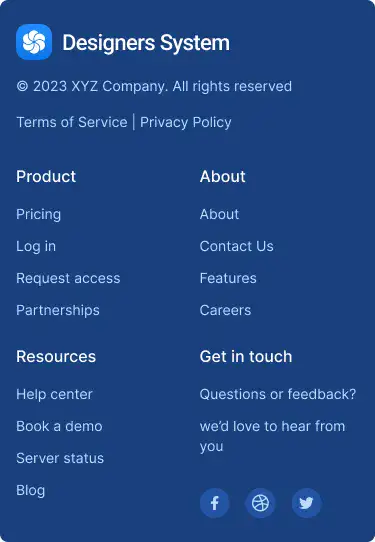 Designers System
© 2023 XYZ Company. All rights reserved
Terms of Service | Privacy Policy
Product
Pricing
Log in
Request access
Partnerships
About
About
Contact Us
Features
Careers
Resources
Help center
Book a demo
Server status
Blog
Get in touch
Questions or feedback?
we’d love to hear from
you